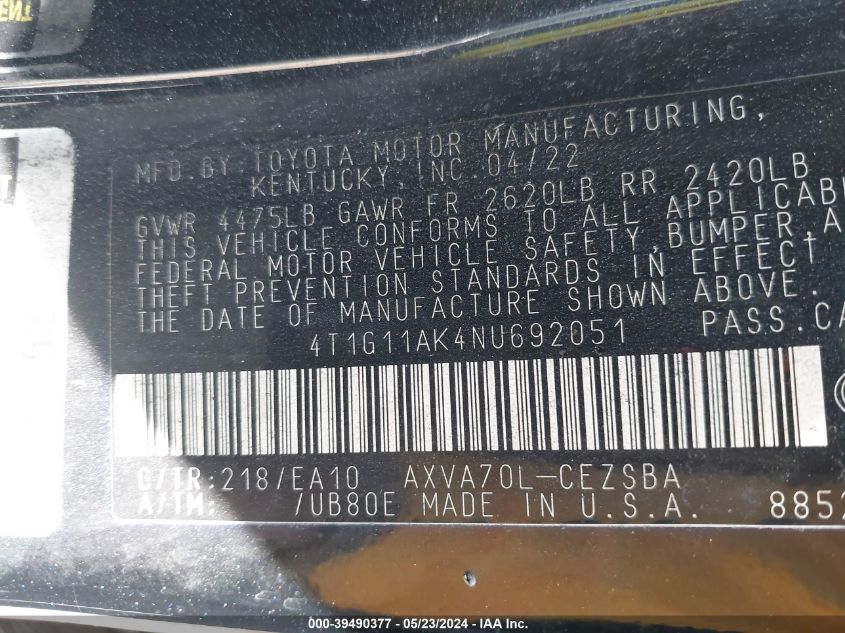 MFD.BY TOYOTA MOTOR MANUFACTURING,
KENTUCKY, INC. 04/22
GVWR 4475LB GAWR FR 2620LB RR 2420LB
THIS VEHICLE CONFORMS TO ALL APPLICABL
FEDERAL MOTOR VEHICLE SAFETY,BUMPER,A
THEFT PREVENTION STANDARDS IN EFFECT
THE DATE OF MANUFACTURE SHOWN ABOVE.
4T1G11AK4NU692051 PASS.CA
C/TR:218/EA10 AXVA70L-CEZSBA
A/TM: /UB80E MADE IN U.S.A. 8852
000-39490377 - 05/23/2024 - IAA Inc.